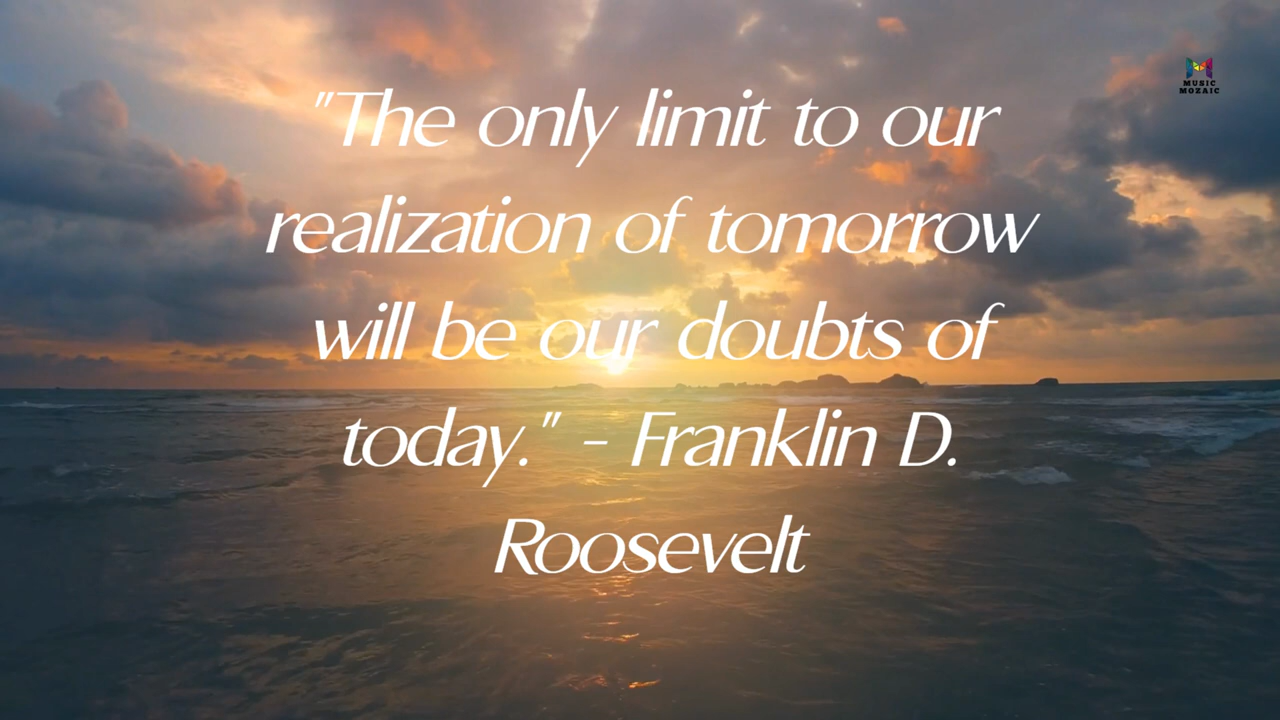 "The only limit to our
realization of tomorrow
will be our doubts of
today." - Franklin D.
Roosevelt
MUSIC
MOZAIC